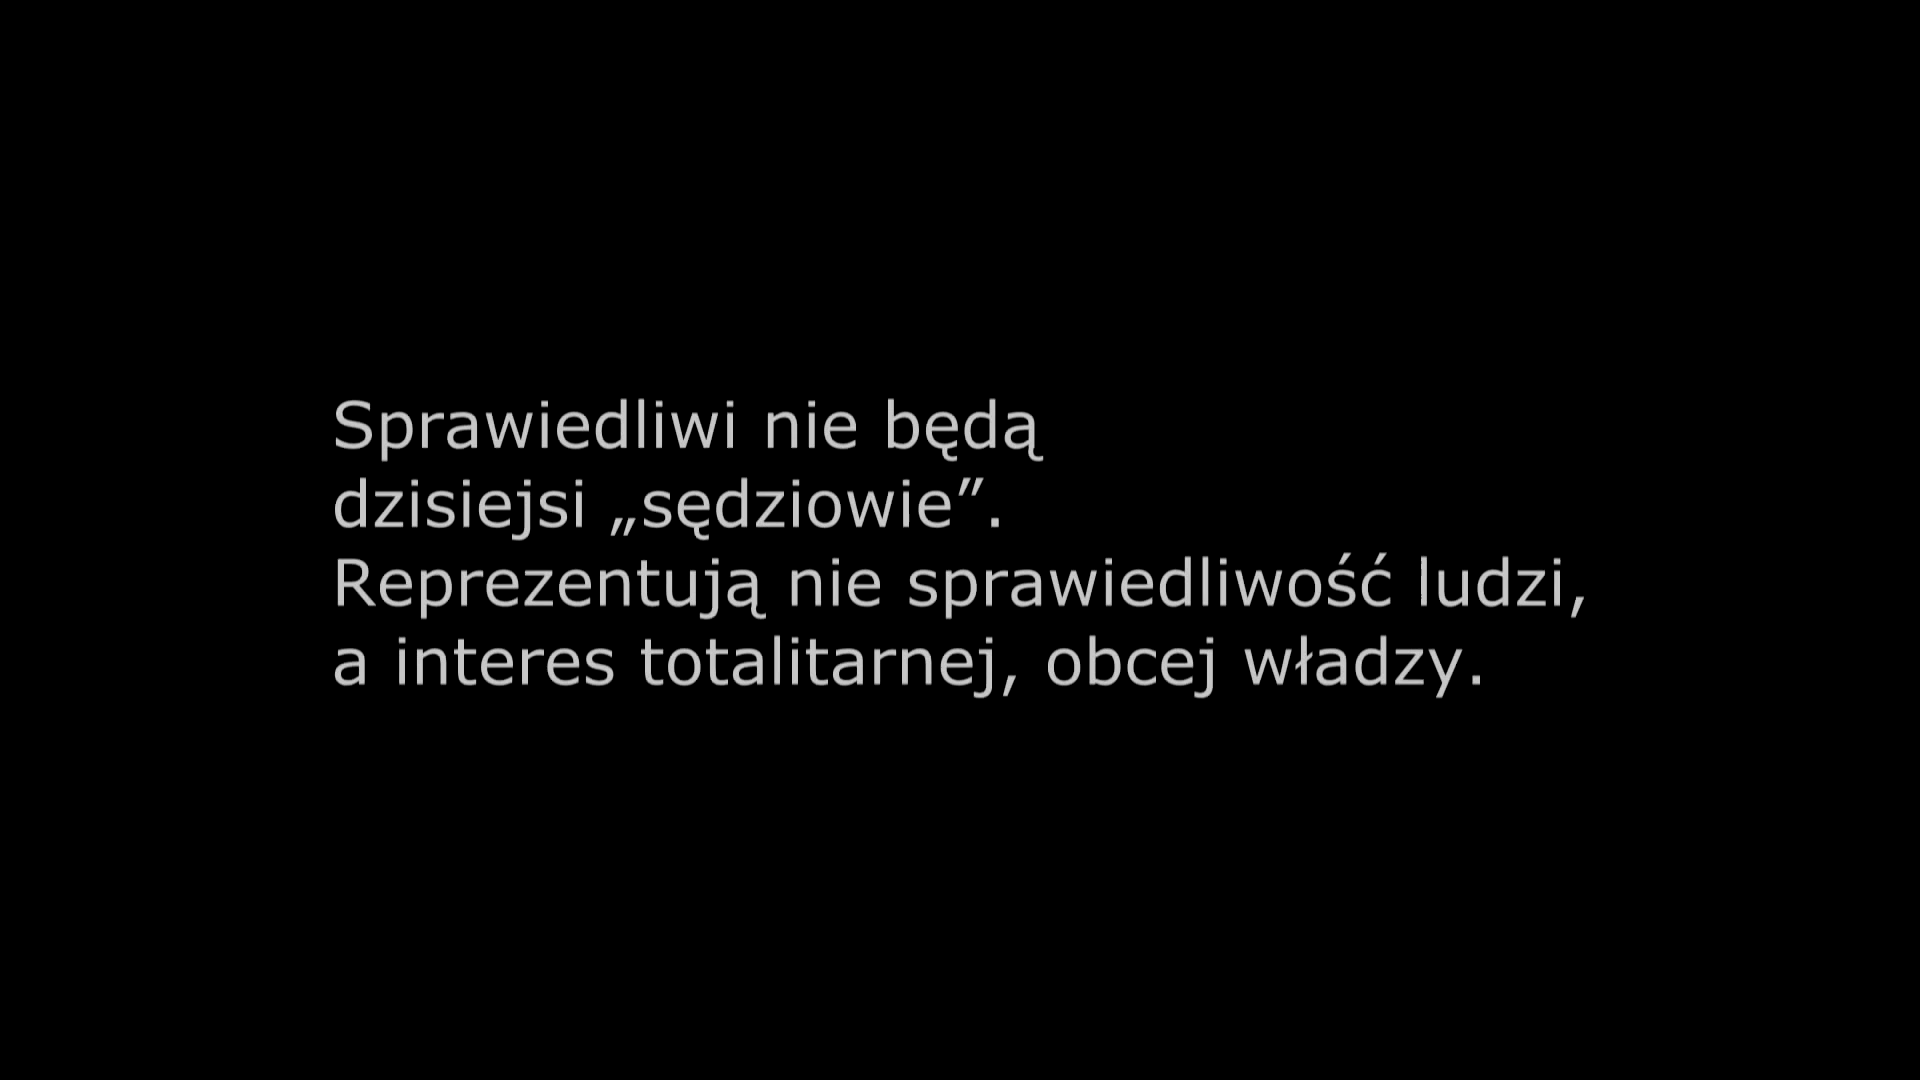 Sprawiedliwi nie będą
dzisiejsi „sędziowie”.
Reprezentują nie sprawiedliwość ludzi,
a interes totalitarnej, obcej władzy.